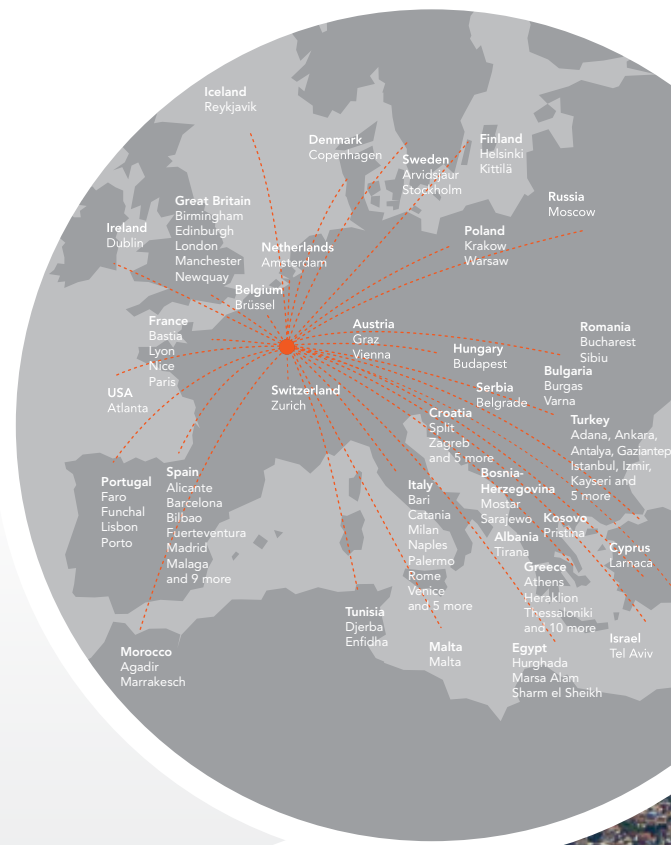 Iceland
Reykjavik
Denmark
Copenhagen
Sweden
Arvidsjaur
Stockholm
Finland
Helsinki
Kittilä
Russia
Moscow
Great Britain
Birmingham
Edinburgh
London
Manchester
Newquay
Ireland
Dublin
Netherlands
Amsterdam
Poland
Krakow
Warsaw
Belgium
Brüssel
France
Bastia
Lyon
Nice
Paris
Austria
Graz
Vienna
Hungary
Budapest
Romania
Bucharest
Sibiu
Bulgaria
Burgas
Varna
USA
Atlanta
Switzerland
Zurich
Serbia
Belgrade
Croatia
Split
Zagreb
and 5 more
Turkey
Adana, Ankara,
Antalya, Gaziantep
Istanbul, Izmir,
Kayseri and
5 more
Portugal
Faro
Funchal
Lisbon
Porto
Spain
Alicante
Barcelona
Bilbao
Fuerteventura
Madrid
Malaga
and 9 more
Italy
Bari
Catania
Milan
Naples
Palermo
Rome
Venice
and 5 more
Bosnia-
Herzegovina
Mostar
Sarajewo
Kosovo
Pristina
Albania
Tirana
Cyprus
Larnaca
Greece
Athens
Heraklion
Thessaloniki
and 10 more
Tunisia
Djerba
Enfidha
Malta
Malta
Egypt
Hurghada
Marsa Alam
Sharm el Sheikh
Israel
Tel Aviv
Morocco
Agadir
Marrakesch